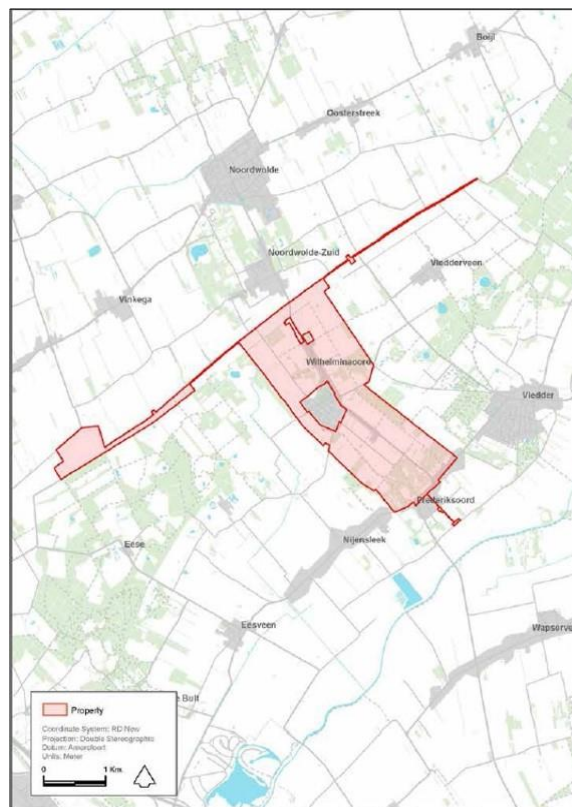 Boijl
Oosterstreek
Noordwolde
Noordwolde-Zuid
Vledderveen
Vinkega
Wilhelminaoord
Vledder
Frederiksoord
Nijensleek
Eese
Eesveen
Wapserve
e Bult
Property
Coordinate System: RD New
Projection: Double Stereographic
Datum: Amersfoort
Units: Meter
0 1 Km